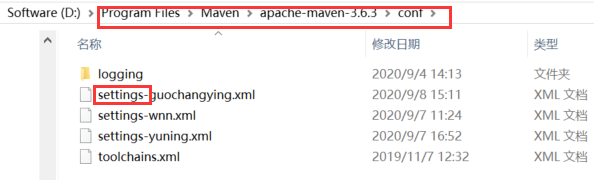 Software (D:) > Program Files > Maven > apache-maven-3.6.3 > conf >
名称 修改日期 类型
logging 2020/9/4 14:13 文件夹
settings-guochangying.xml 2020/9/8 15:11 XML 文档
settings-wnn.xml 2020/9/7 11:24 XML 文档
settings-yuning.xml 2020/9/7 16:52 XML 文档
toolchains.xml 2019/11/7 12:32 XML 文档